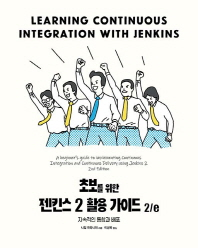 LEARNING CONTINUOUS
INTEGRATION WITH JENKINS
A beginner's guide to implementing Continuous
Integration and Continuous Delivery using Jenkins 2
2nd Edition
초보를 위한
젠킨스 2 활용 가이드 2/e
지속적인 통합과 배포